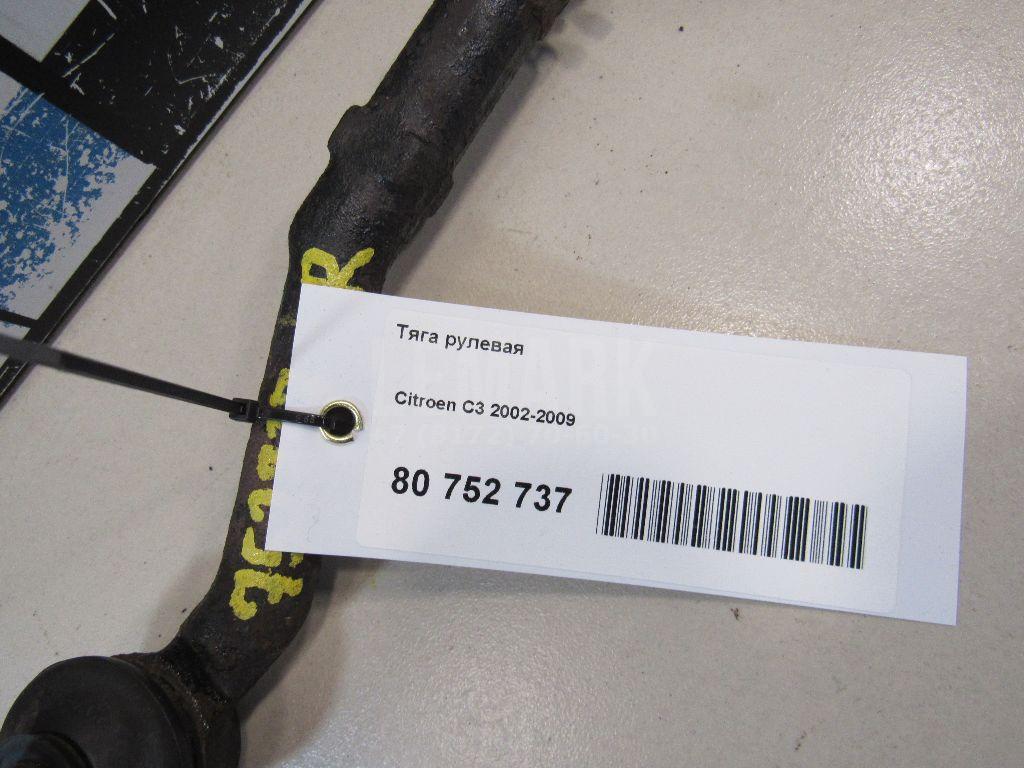 R
Тяга рулевая
Citroen C3 2002-2009
80 752 737